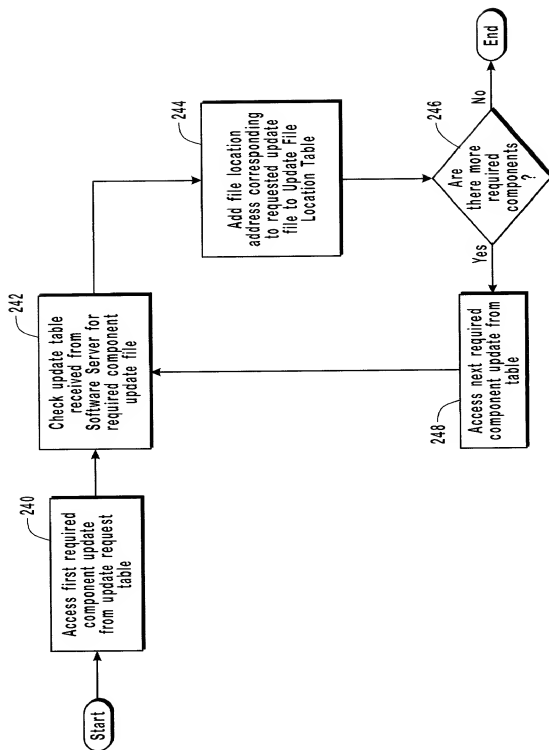 Start
240
Access first required
component update
from update request
table
242
Check update table
received from
Software Server for
required component
update file
244
Add file location
address corresponding
to requested update
file to Update File
Location Table
246
Are
there more
required
components
?
No
End
Yes
248
Access next required
component update from
table